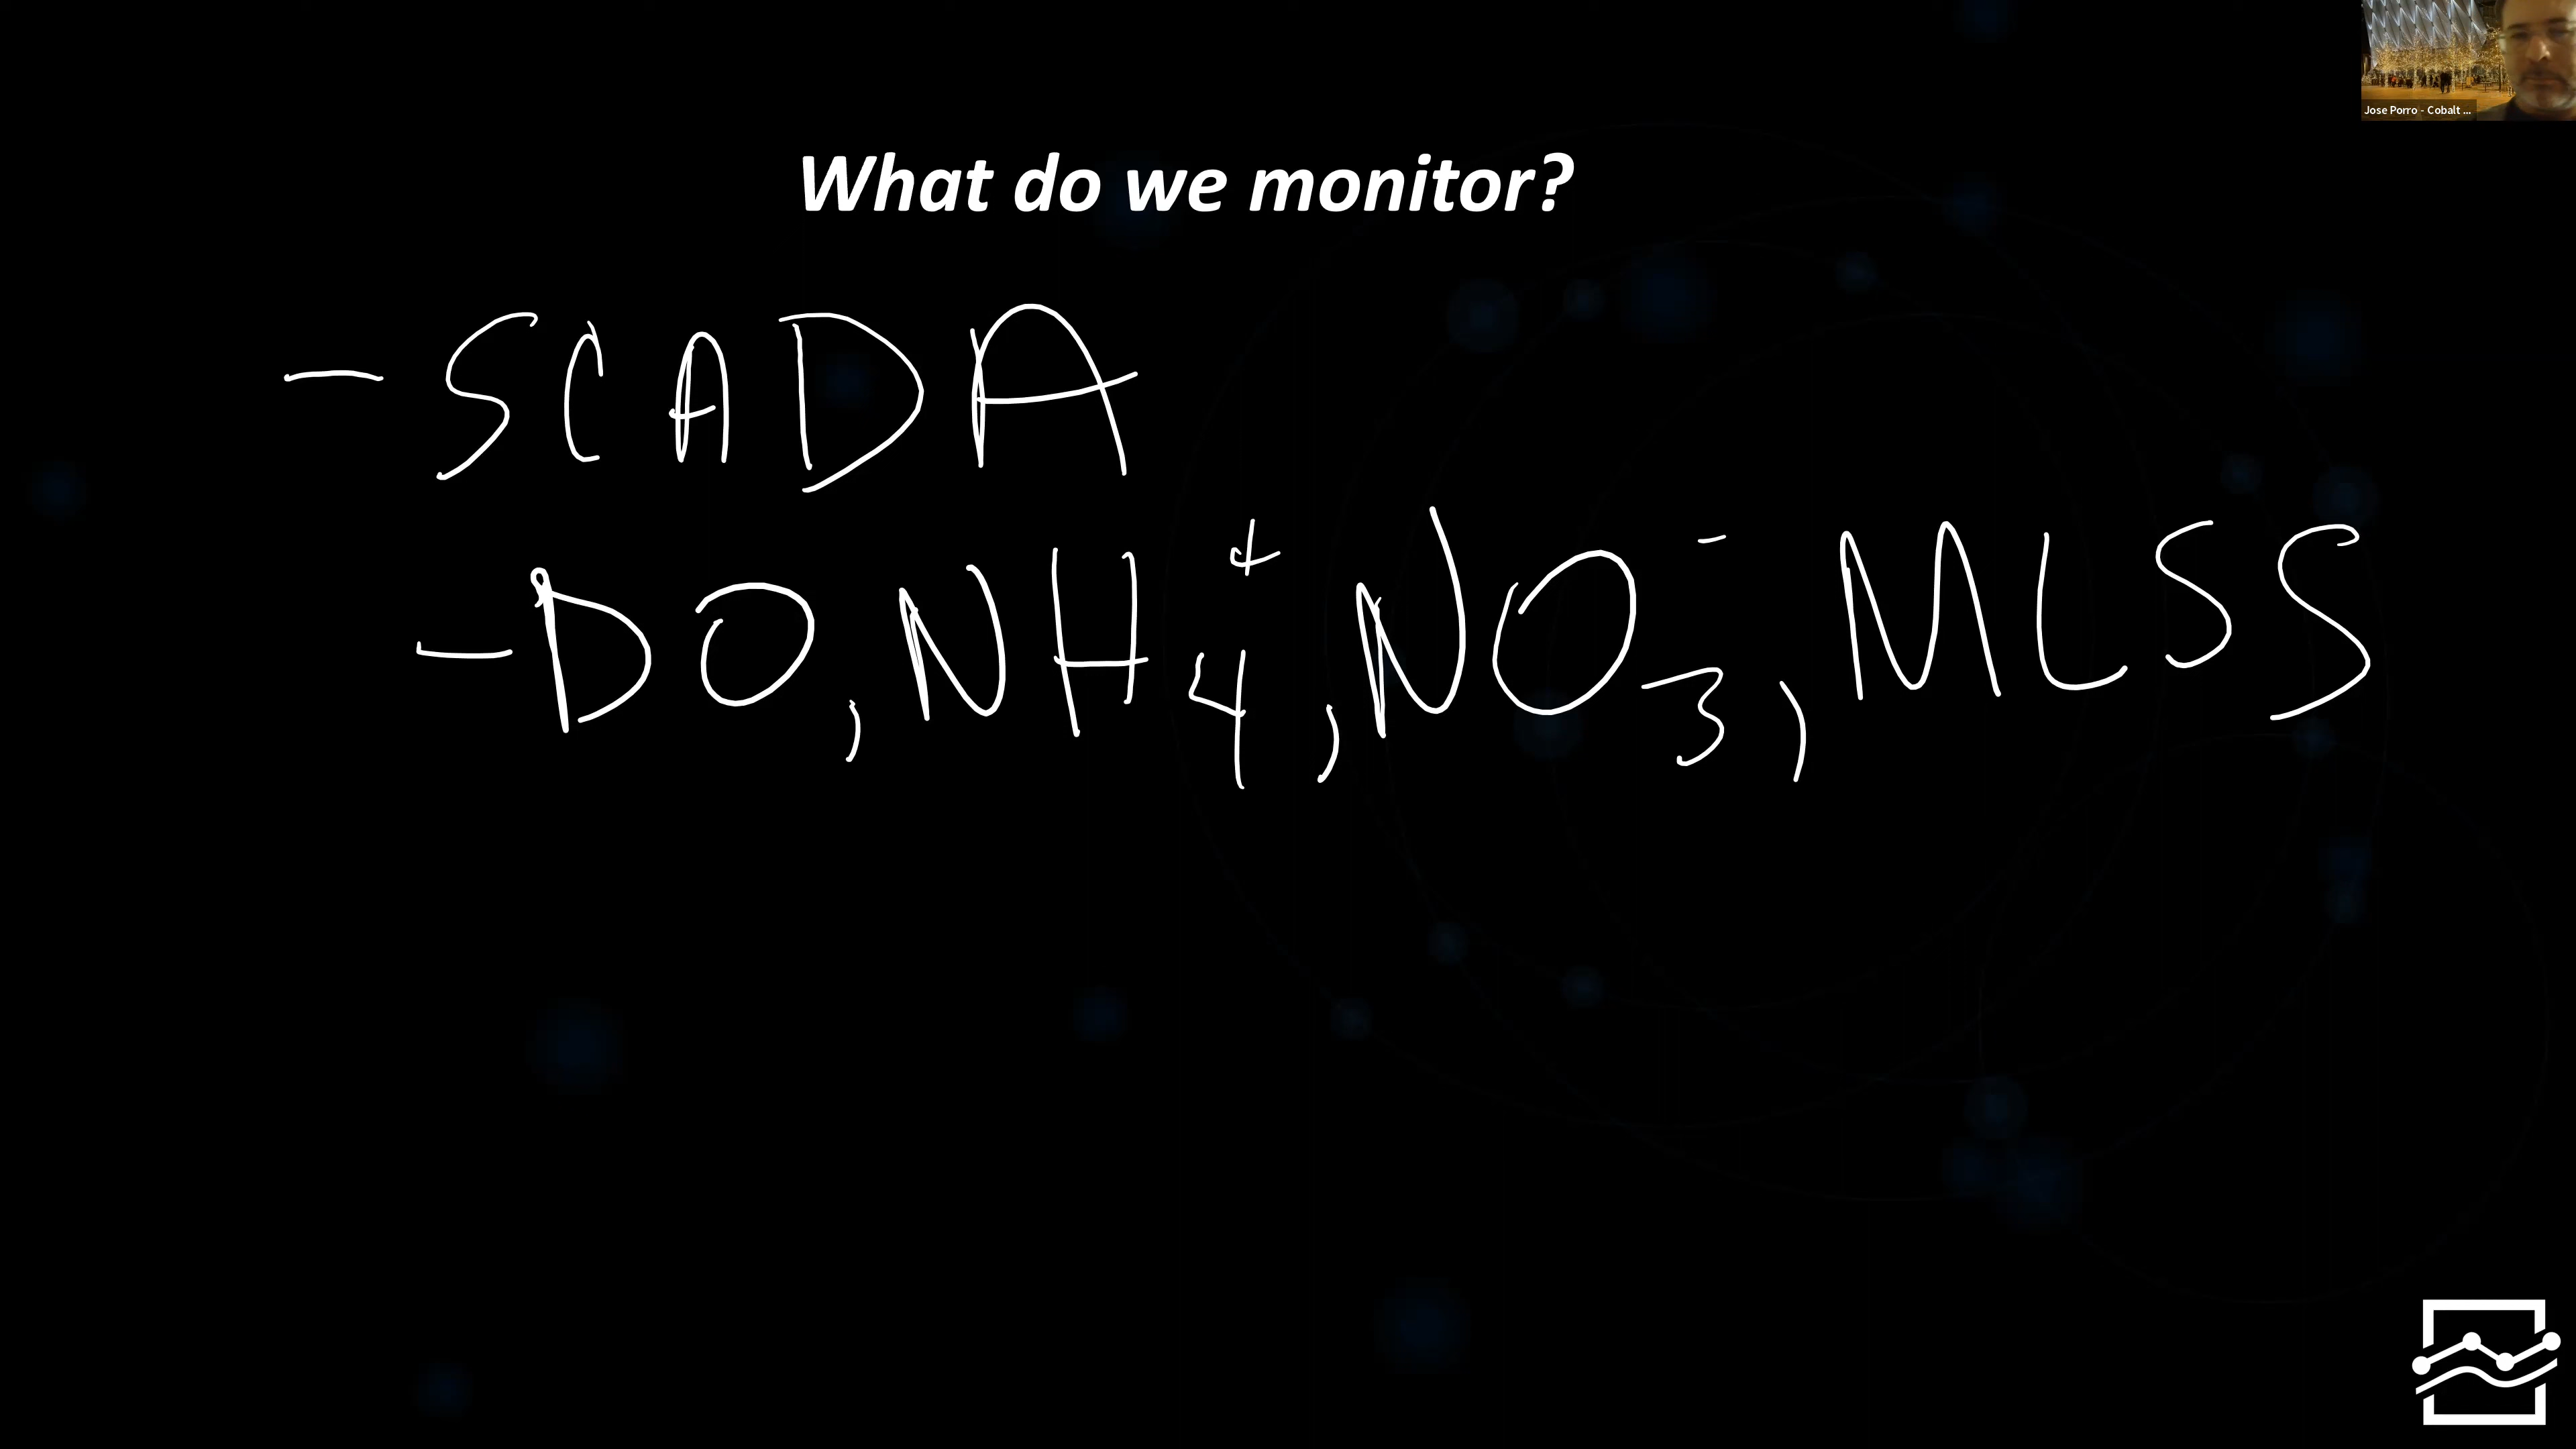 Jose Porro - Cobalt ...
What do we monitor?
- SCADA
- DO, NH₄⁺, NO₃⁻, MLSS